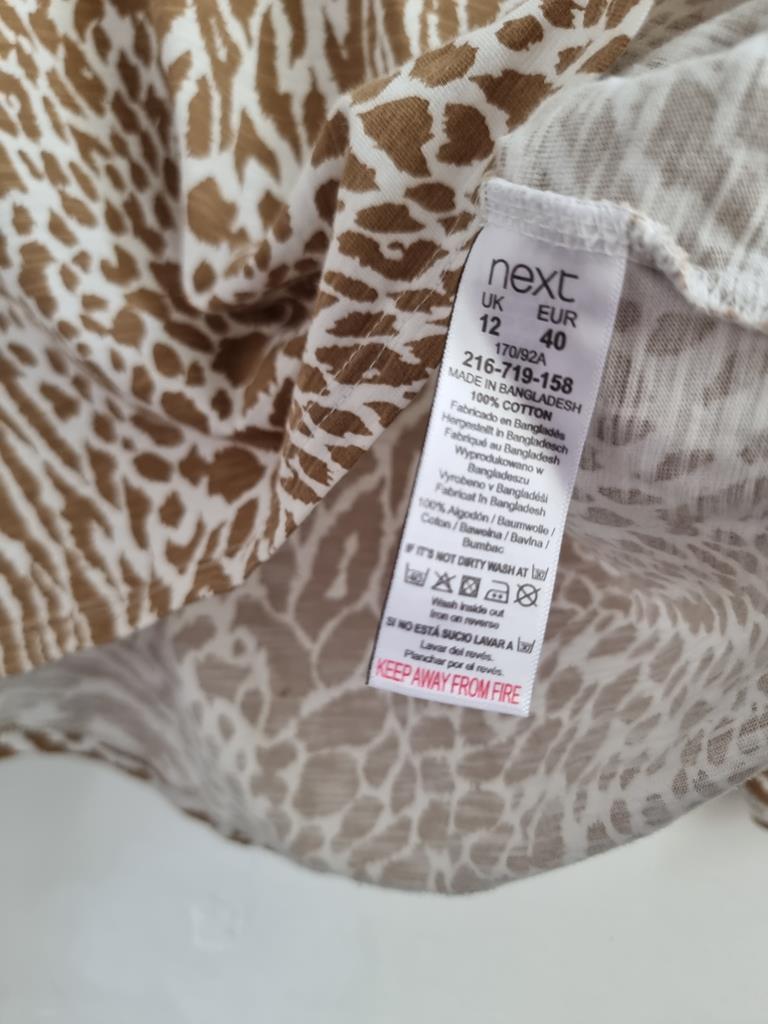 next
UK EUR
12 40
170/92A
216-719-158
MADE IN BANGLADESH
100% COTTON
Fabricado en Bangladés
Hergestellt in Bangladesch
Fabriqué au Bangladesh
Wyprodukowano w
Bangladeszu
Vyrobeno v Bangladéši
Fabricat în Bangladesh
100% Algodón / Baumwolle /
Coton / Bawełna / Bavlna /
Bumbac
IF IT'S NOT DIRTY WASH AT 30
40
Wash inside out
Iron on reverse
SI NO ESTÁ SUCIO LAVAR A 30
Lavar del revés.
Planchar por el revés.
KEEP AWAY FROM FIRE